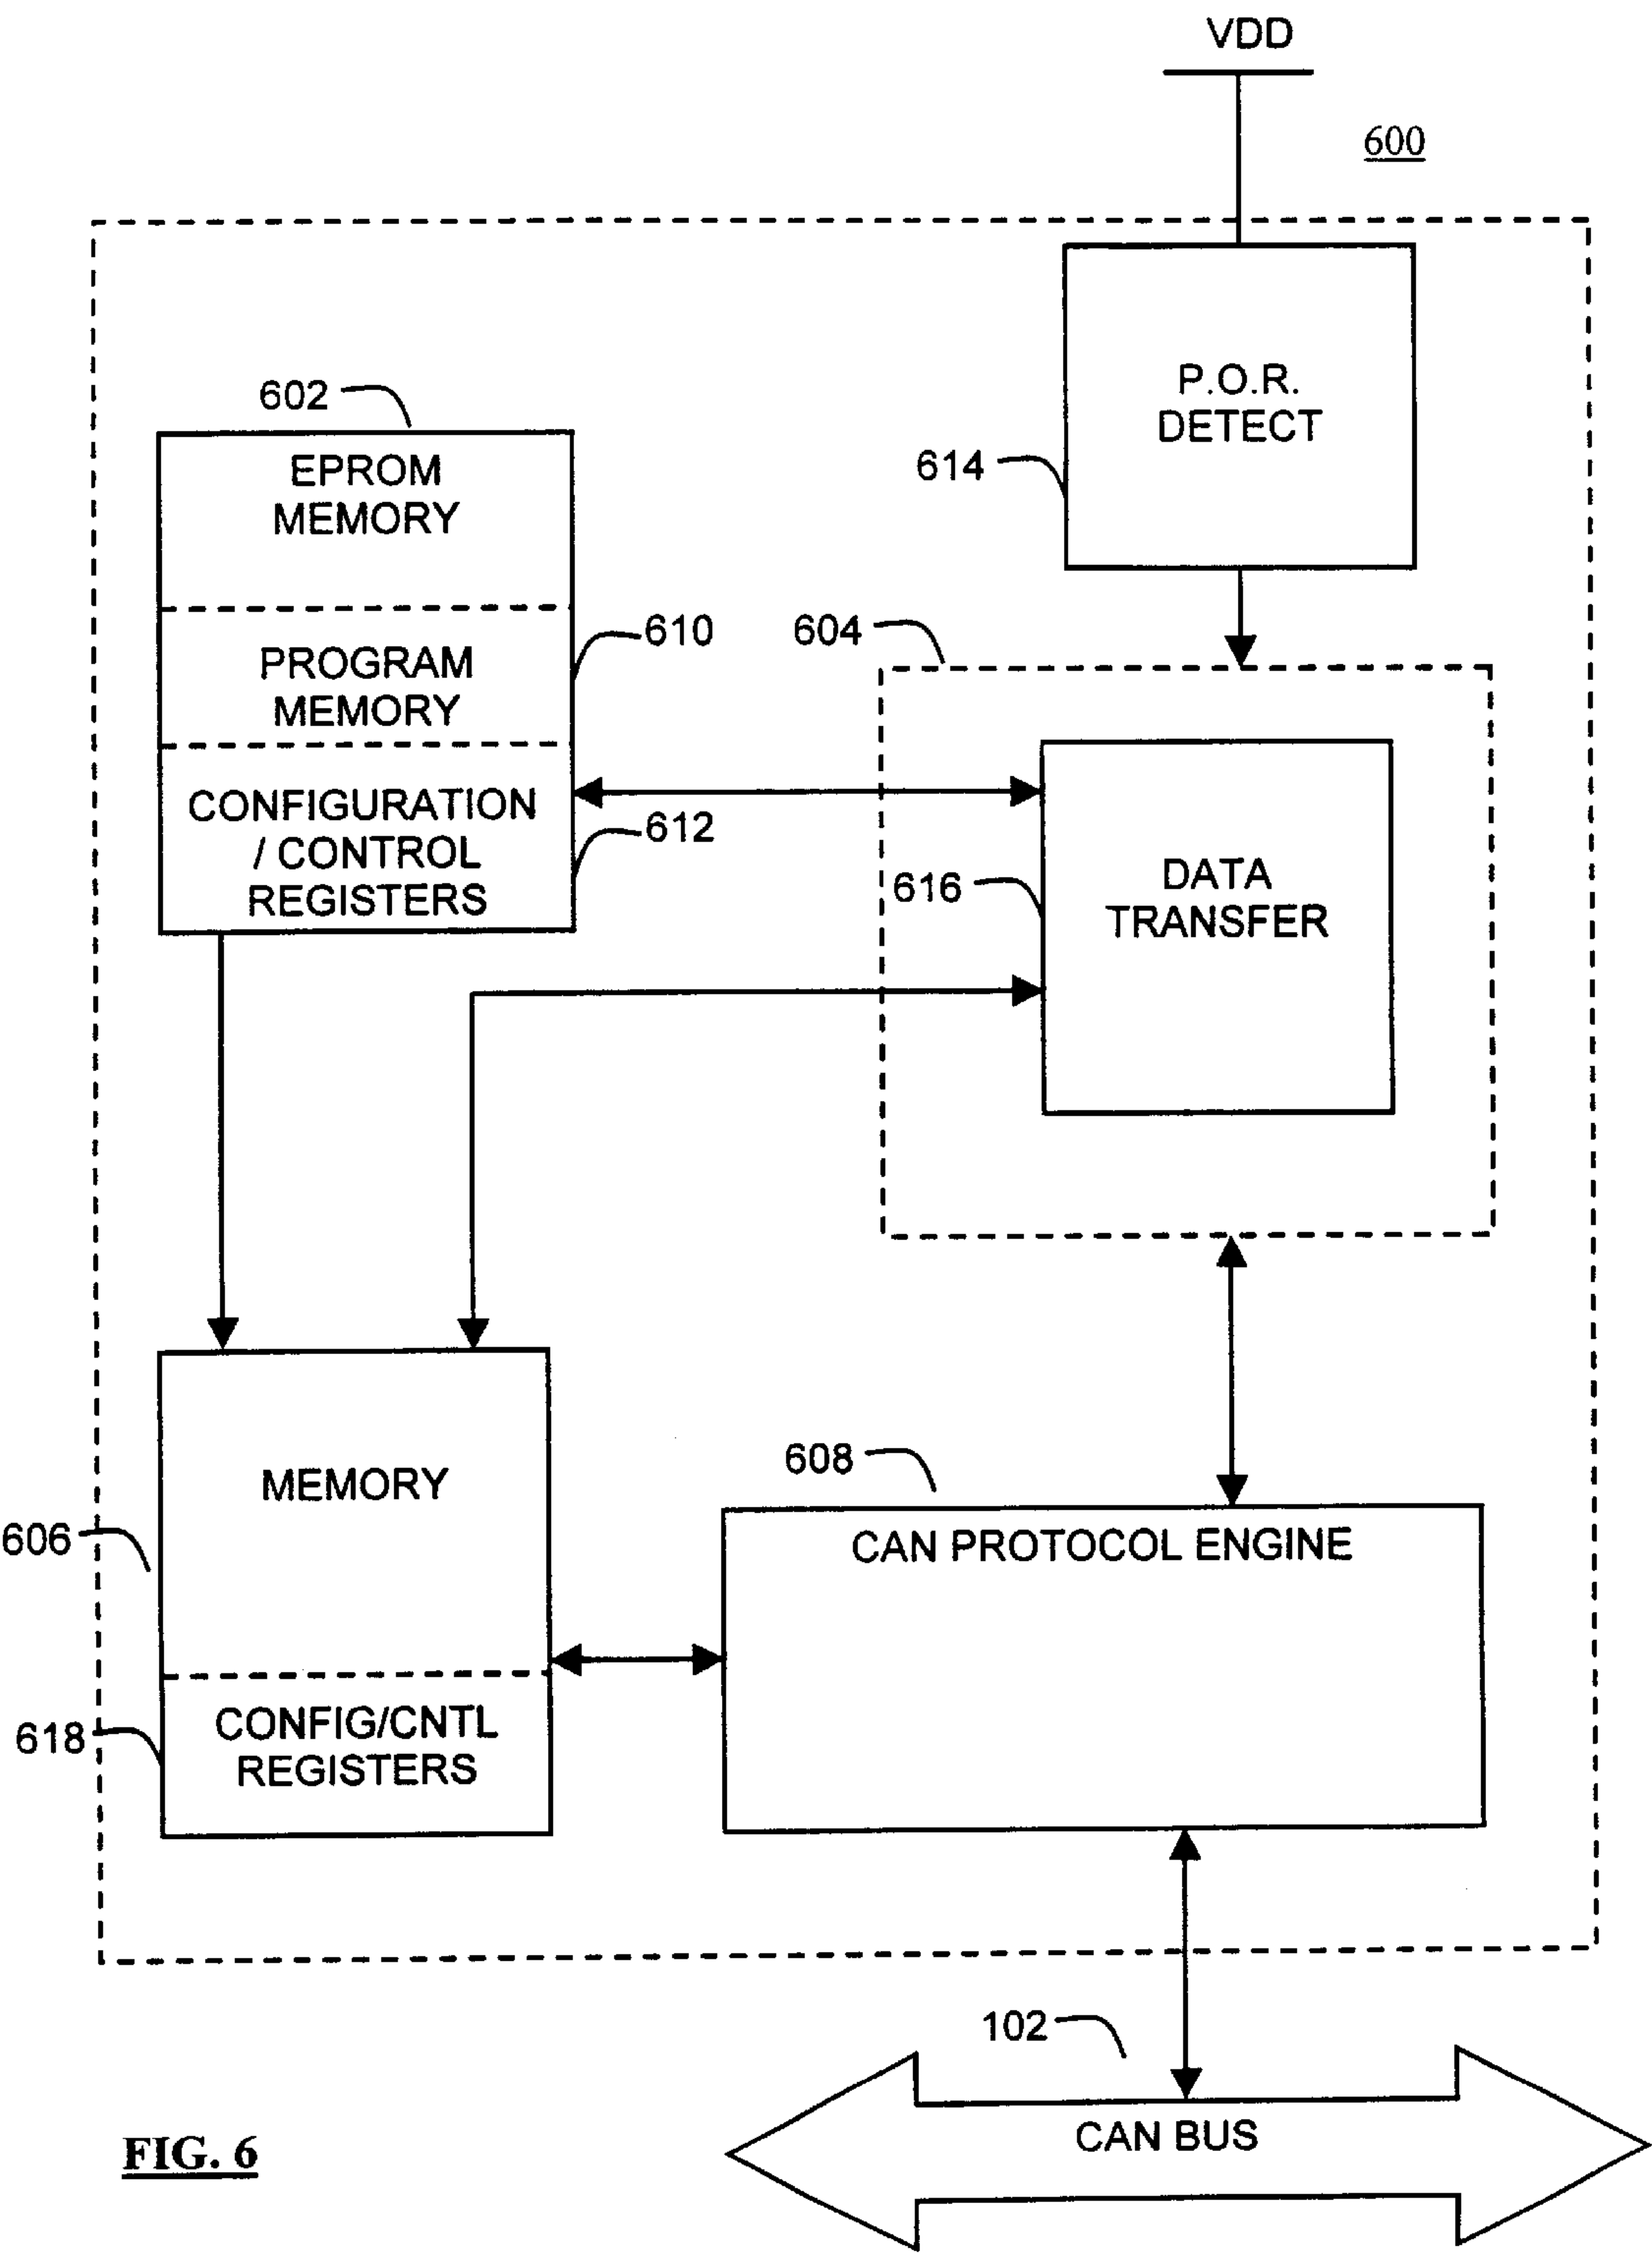 VDD
600
P.O.R.
DETECT
614
602
EPROM
MEMORY
610
PROGRAM
MEMORY
604
CONFIGURATION
/ CONTROL
REGISTERS
612
616
DATA
TRANSFER
MEMORY
606
608
CAN PROTOCOL ENGINE
CONFIG/CNTL
REGISTERS
618
102
CAN BUS
FIG. 6